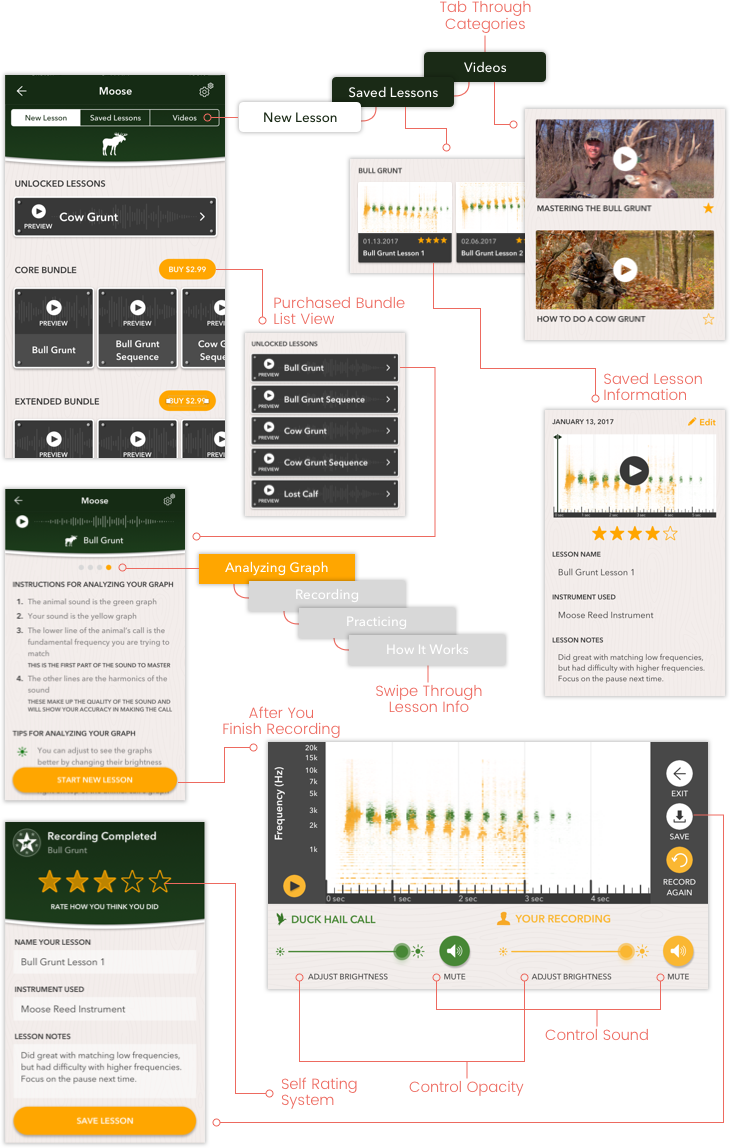 Tab Through
Categories
Videos
Saved Lessons
New Lesson
Moose
New Lesson
Saved Lessons
Videos
UNLOCKED LESSONS
PREVIEW
Cow Grunt
CORE BUNDLE
BUY $2.99
PREVIEW
Bull Grunt
PREVIEW
Bull Grunt
Sequence
PREVIEW
Cow G
Sequ
EXTENDED BUNDLE
BUY $2.99
PREVIEW
PREVIEW
PREVIEW
BULL GRUNT
01.13.2017
Bull Grunt Lesson 1
02.06.2017
Bull Grunt Lesson 2
MASTERING THE BULL GRUNT
HOW TO DO A COW GRUNT
Purchased Bundle
List View
UNLOCKED LESSONS
PREVIEW
Bull Grunt
PREVIEW
Bull Grunt Sequence
PREVIEW
Cow Grunt
PREVIEW
Cow Grunt Sequence
PREVIEW
Lost Calf
Saved Lesson
Information
JANUARY 13, 2017
Edit
LESSON NAME
Bull Grunt Lesson 1
INSTRUMENT USED
Moose Reed Instrument
LESSON NOTES
Did great with matching low frequencies,
but had difficulty with higher frequencies.
Focus on the pause next time.
Moose
Bull Grunt
INSTRUCTIONS FOR ANALYZING YOUR GRAPH
1. The animal sound is the green graph
2. Your sound is the yellow graph
3. The lower line of the animal's call is the
fundamental frequency you are trying to
match
THIS IS THE FIRST PART OF THE SOUND TO MASTER
4. The other lines are the harmonics of the
sound
THESE MAKE UP THE QUALITY OF THE SOUND AND
WILL SHOW YOUR ACCURACY IN MAKING THE CALL
TIPS FOR ANALYZING YOUR GRAPH
You can adjust to see the graphs
better by changing their brightness
START NEW LESSON
Analyzing Graph
Recording
Practicing
How It Works
Swipe Through
Lesson Info
After You
Finish Recording
Frequency (Hz)
20k
15k
10k
7k
5k
3k
2k
1k
0 sec
1 sec
2 sec
3 sec
4 sec
EXIT
SAVE
RECORD
AGAIN
DUCK HAIL CALL
YOUR RECORDING
ADJUST BRIGHTNESS
MUTE
ADJUST BRIGHTNESS
MUTE
Control Sound
Control Opacity
Recording Completed
Bull Grunt
RATE HOW YOU THINK YOU DID
NAME YOUR LESSON
Bull Grunt Lesson 1
INSTRUMENT USED
Moose Reed Instrument
LESSON NOTES
Did great with matching low frequencies,
but had difficulty with higher frequencies.
Focus on the pause next time.
SAVE LESSON
Self Rating
System